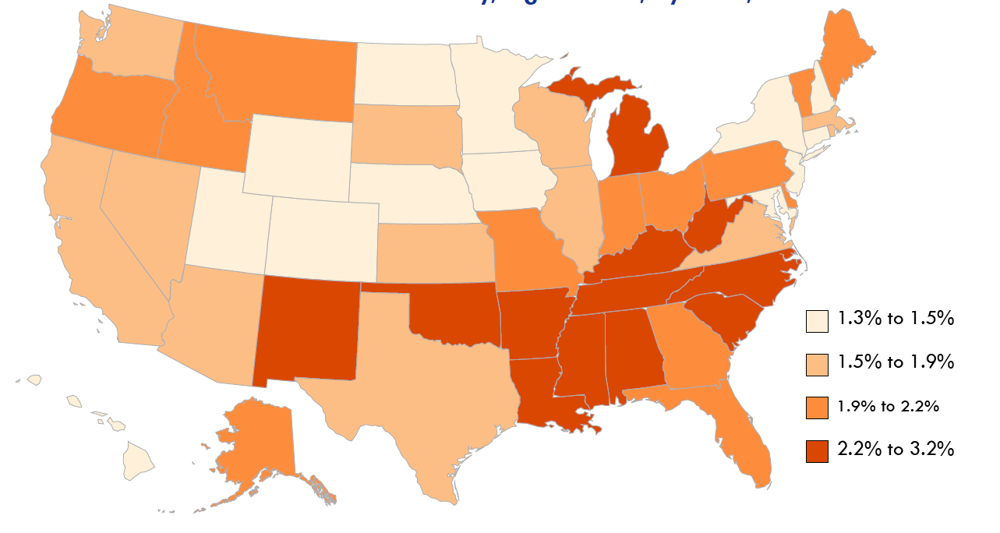 1.3% to 1.5%
1.5% to 1.9%
1.9% to 2.2%
2.2% to 3.2%